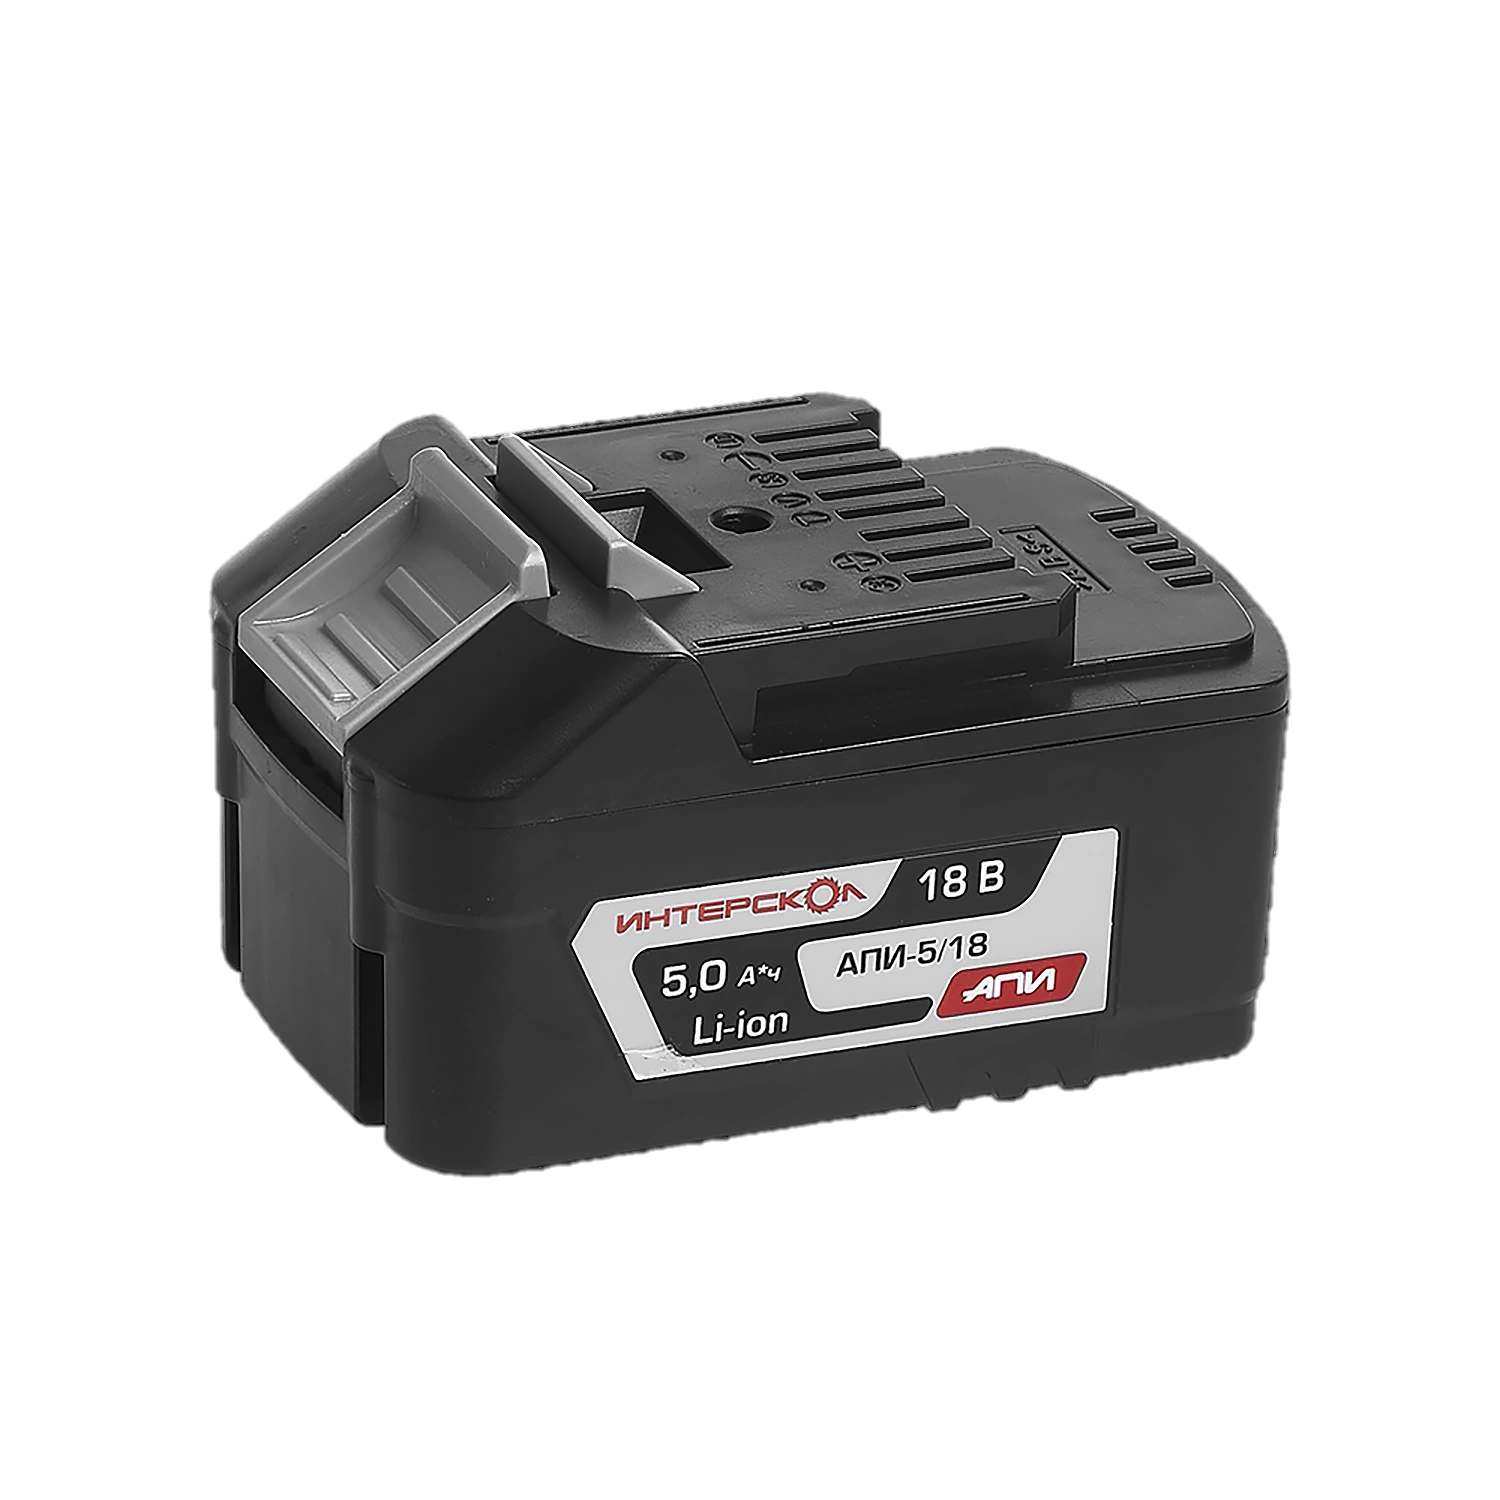 ИНТЕРСКОЛ
18 В
5,0 А*ч
АПИ-5/18
Li-ion
АПИ